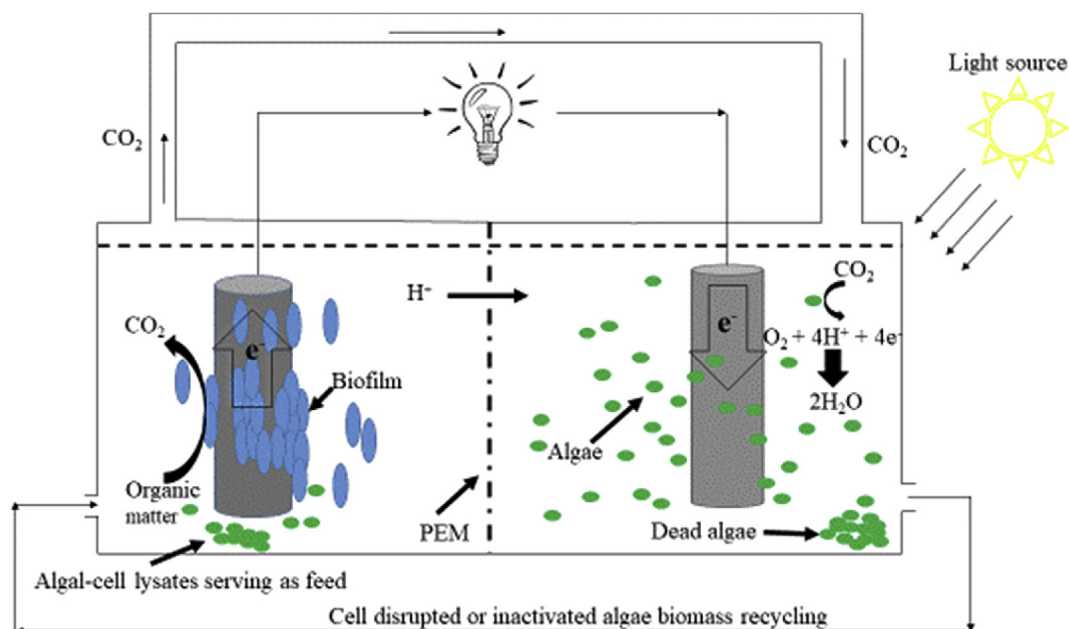 Light source
CO₂
CO₂
CO₂
H⁺
CO₂
e⁻
e⁻
O₂ + 4H⁺ + 4e⁻
2H₂O
Biofilm
Algae
Organic
matter
PEM
Dead algae
Algal-cell lysates serving as feed
Cell disrupted or inactivated algae biomass recycling